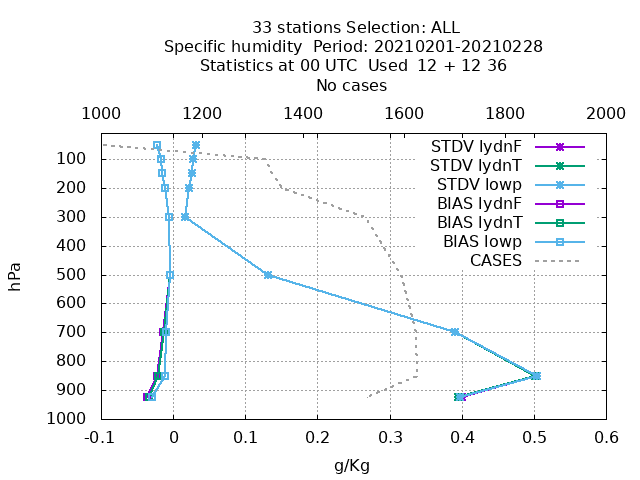 33 stations Selection: ALL
Specific humidity  Period: 20210201-20210228
Statistics at 00 UTC  Used  12 + 12 36
No cases
1000 1200 1400 1600 1800 2000
STDV lydnF
STDV lydnT
STDV lowp
BIAS lydnF
BIAS lydnT
BIAS lowp
CASES
100
200
300
400
500
600
700
800
900
1000
hPa
-0.1 0 0.1 0.2 0.3 0.4 0.5 0.6
g/Kg